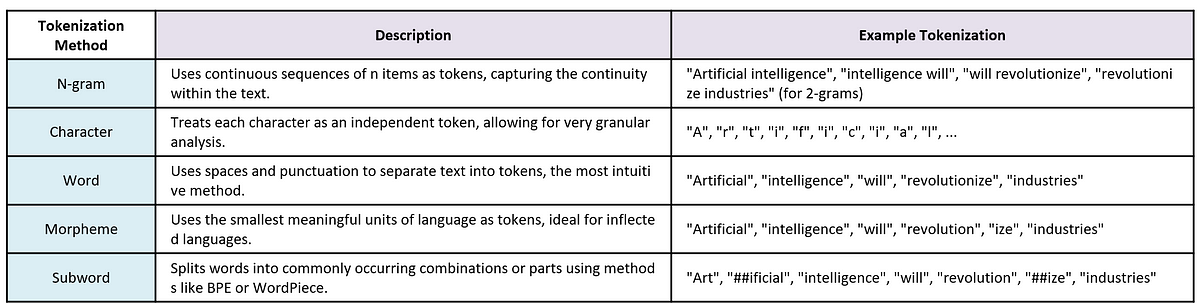 Tokenization
Method
Description
Example Tokenization
N-gram
Uses continuous sequences of n items as tokens, capturing the continuity
within the text.
"Artificial intelligence", "intelligence will", "will revolutionize", "revolutioni
ze industries" (for 2-grams)
Character
Treats each character as an independent token, allowing for very granular
analysis.
"A", "r", "t", "i", "f", "i", "c", "i", "a", "l", ...
Word
Uses spaces and punctuation to separate text into tokens, the most intuiti
ve method.
"Artificial", "intelligence", "will", "revolutionize", "industries"
Morpheme
Uses the smallest meaningful units of language as tokens, ideal for inflecte
d languages.
"Artificial", "intelligence", "will", "revolution", "ize", "industries"
Subword
Splits words into commonly occurring combinations or parts using method
s like BPE or WordPiece.
"Art", "##ificial", "intelligence", "will", "revolution", "##ize", "industries"